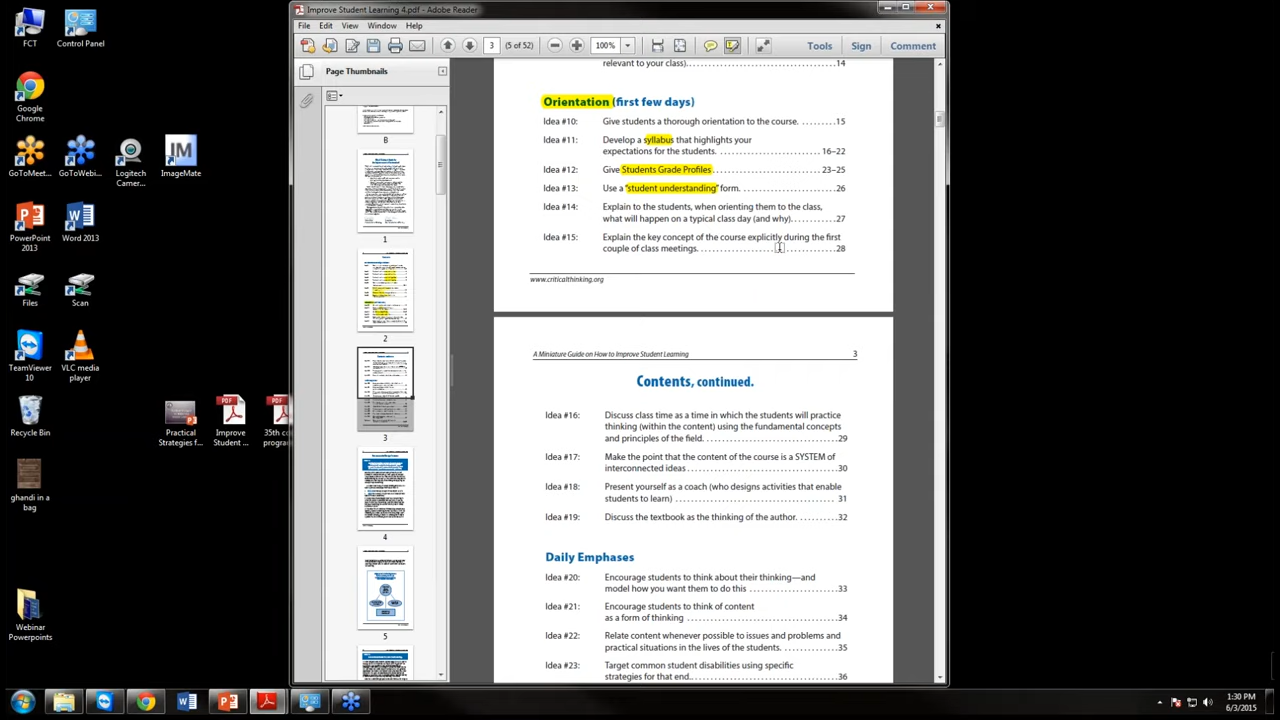 FCT
Control Panel
Google Chrome
GoToMeet...
GoToWebi...
Logitech Camer...
ImageMate
PowerPoint 2013
Word 2013
Files
Scan
TeamViewer 10
VLC media player
Recycle Bin
Practical Strategies f...
Improve Student ...
35th co
program
ghandi in a bag
Webinar Powerpoints
Improve Student Learning 4.pdf - Adobe Reader
File Edit View Window Help
3 (5 of 52) 100% Tools Sign Comment
Page Thumbnails
B
1
2
3
4
5
relevant to your class). 14
Orientation (first few days)
Idea #10: Give students a thorough orientation to the course. 15
Idea #11: Develop a syllabus that highlights your
expectations for the students. 16–22
Idea #12: Give Students Grade Profiles 23–25
Idea #13: Use a "student understanding" form. 26
Idea #14: Explain to the students, when orienting them to the class,
what will happen on a typical class day (and why). 27
Idea #15: Explain the key concept of the course explicitly during the first
couple of class meetings. 28
www.criticalthinking.org
A Miniature Guide on How to Improve Student Learning 3
Contents, continued.
Idea #16: Discuss class time as a time in which the students will practice
thinking (within the content) using the fundamental concepts
and principles of the field. 29
Idea #17: Make the point that the content of the course is a SYSTEM of
interconnected ideas 30
Idea #18: Present yourself as a coach (who designs activities that enable
students to learn) 31
Idea #19: Discuss the textbook as the thinking of the author. 32
Daily Emphases
Idea #20: Encourage students to think about their thinking—and
model how you want them to do this 33
Idea #21: Encourage students to think of content
as a form of thinking 34
Idea #22: Relate content whenever possible to issues and problems and
practical situations in the lives of the students. 35
Idea #23: Target common student disabilities using specific
strategies for that end. 36
1:30 PM
6/3/2015